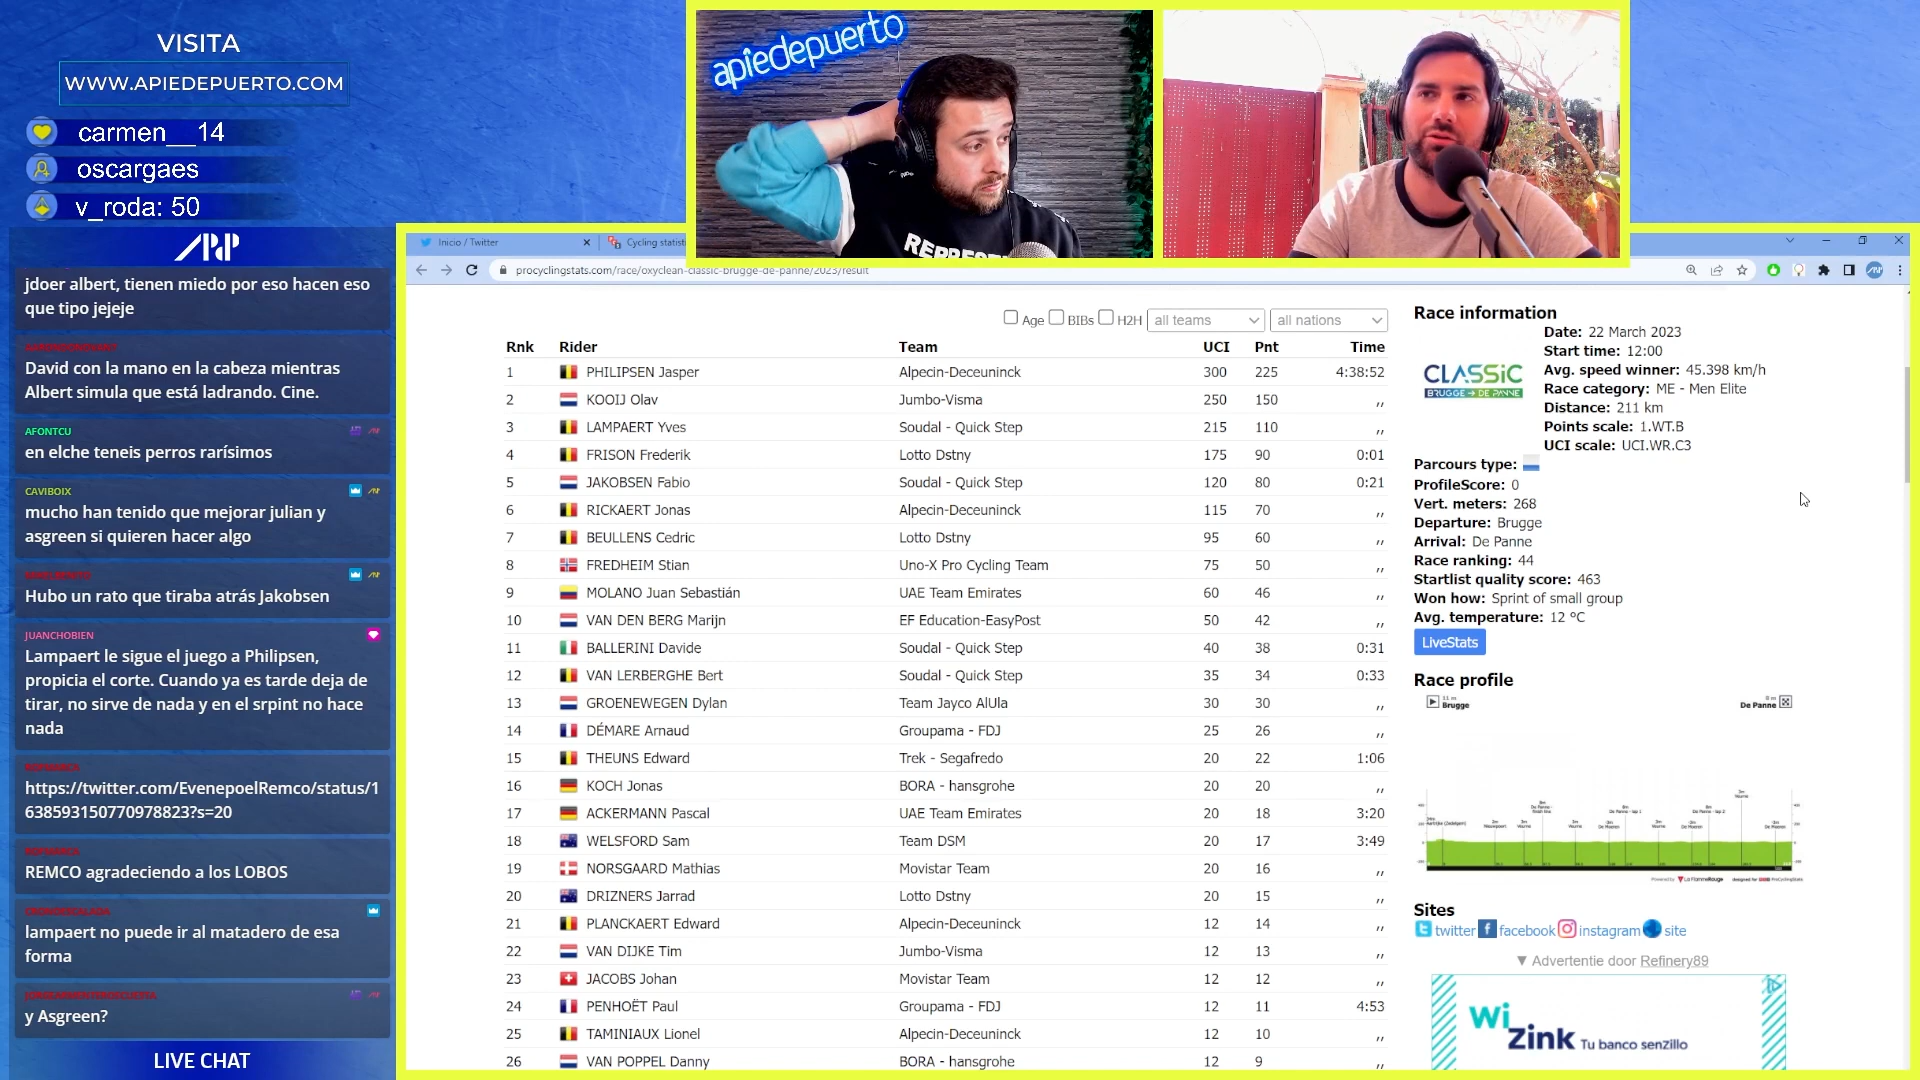 VISITA
WWW.APIEDEPUERTO.COM
carmen__14
oscargaes
v_roda: 50
jdoer albert, tienen miedo por eso hacen eso
que tipo jejeje
David con la mano en la cabeza mientras
Albert simula que está ladrando. Cine.
AFONTCU
en elche teneis perros rarísimos
CAVIBOIX
mucho han tenido que mejorar julian y
asgreen si quieren hacer algo
Hubo un rato que tiraba atrás Jakobsen
JUANCHOBIEN
Lampaert le sigue el juego a Philipsen,
propicia el corte. Cuando ya es tarde deja de
tirar, no sirve de nada y en el srpint no hace
nada
https://twitter.com/EvenepoelRemco/status/1
638593150770978823?s=20
REMCO agradeciendo a los LOBOS
lampaert no puede ir al matadero de esa
forma
y Asgreen?
LIVE CHAT
apiedepuerto
Inicio / Twitter
Cycling statisti
procyclingstats.com/race/oxyclean-classic-brugge-de-panne/2023/result
Age BIBs H2H all teams all nations
Rnk Rider Team UCI Pnt Time
1 PHILIPSEN Jasper Alpecin-Deceuninck 300 225 4:38:52
2 KOOIJ Olav Jumbo-Visma 250 150 ,,
3 LAMPAERT Yves Soudal - Quick Step 215 110 ,,
4 FRISON Frederik Lotto Dstny 175 90 0:01
5 JAKOBSEN Fabio Soudal - Quick Step 120 80 0:21
6 RICKAERT Jonas Alpecin-Deceuninck 115 70 ,,
7 BEULLENS Cedric Lotto Dstny 95 60 ,,
8 FREDHEIM Stian Uno-X Pro Cycling Team 75 50 ,,
9 MOLANO Juan Sebastián UAE Team Emirates 60 46 ,,
10 VAN DEN BERG Marijn EF Education-EasyPost 50 42 ,,
11 BALLERINI Davide Soudal - Quick Step 40 38 0:31
12 VAN LERBERGHE Bert Soudal - Quick Step 35 34 0:33
13 GROENEWEGEN Dylan Team Jayco AlUla 30 30 ,,
14 DÉMARE Arnaud Groupama - FDJ 25 26 ,,
15 THEUNS Edward Trek - Segafredo 20 22 1:06
16 KOCH Jonas BORA - hansgrohe 20 20 ,,
17 ACKERMANN Pascal UAE Team Emirates 20 18 3:20
18 WELSFORD Sam Team DSM 20 17 3:49
19 NORSGAARD Mathias Movistar Team 20 16 ,,
20 DRIZNERS Jarrad Lotto Dstny 20 15 ,,
21 PLANCKAERT Edward Alpecin-Deceuninck 12 14 ,,
22 VAN DIJKE Tim Jumbo-Visma 12 13 ,,
23 JACOBS Johan Movistar Team 12 12 ,,
24 PENHOËT Paul Groupama - FDJ 12 11 4:53
25 TAMINIAUX Lionel Alpecin-Deceuninck 12 10 ,,
26 VAN POPPEL Danny BORA - hansgrohe 12 9 ,,
Race information
CLASSIC
BRUGGE DE PANNE
Date: 22 March 2023
Start time: 12:00
Avg. speed winner: 45.398 km/h
Race category: ME - Men Elite
Distance: 211 km
Points scale: 1.WT.B
UCI scale: UCI.WR.C3
Parcours type:
ProfileScore: 0
Vert. meters: 268
Departure: Brugge
Arrival: De Panne
Race ranking: 44
Startlist quality score: 463
Won how: Sprint of small group
Avg. temperature: 12 °C
LiveStats
Race profile
Brugge
De Panne
Sites
twitter facebook instagram site
▼ Advertentie door Refinery89
WiZink Tu banco senzillo